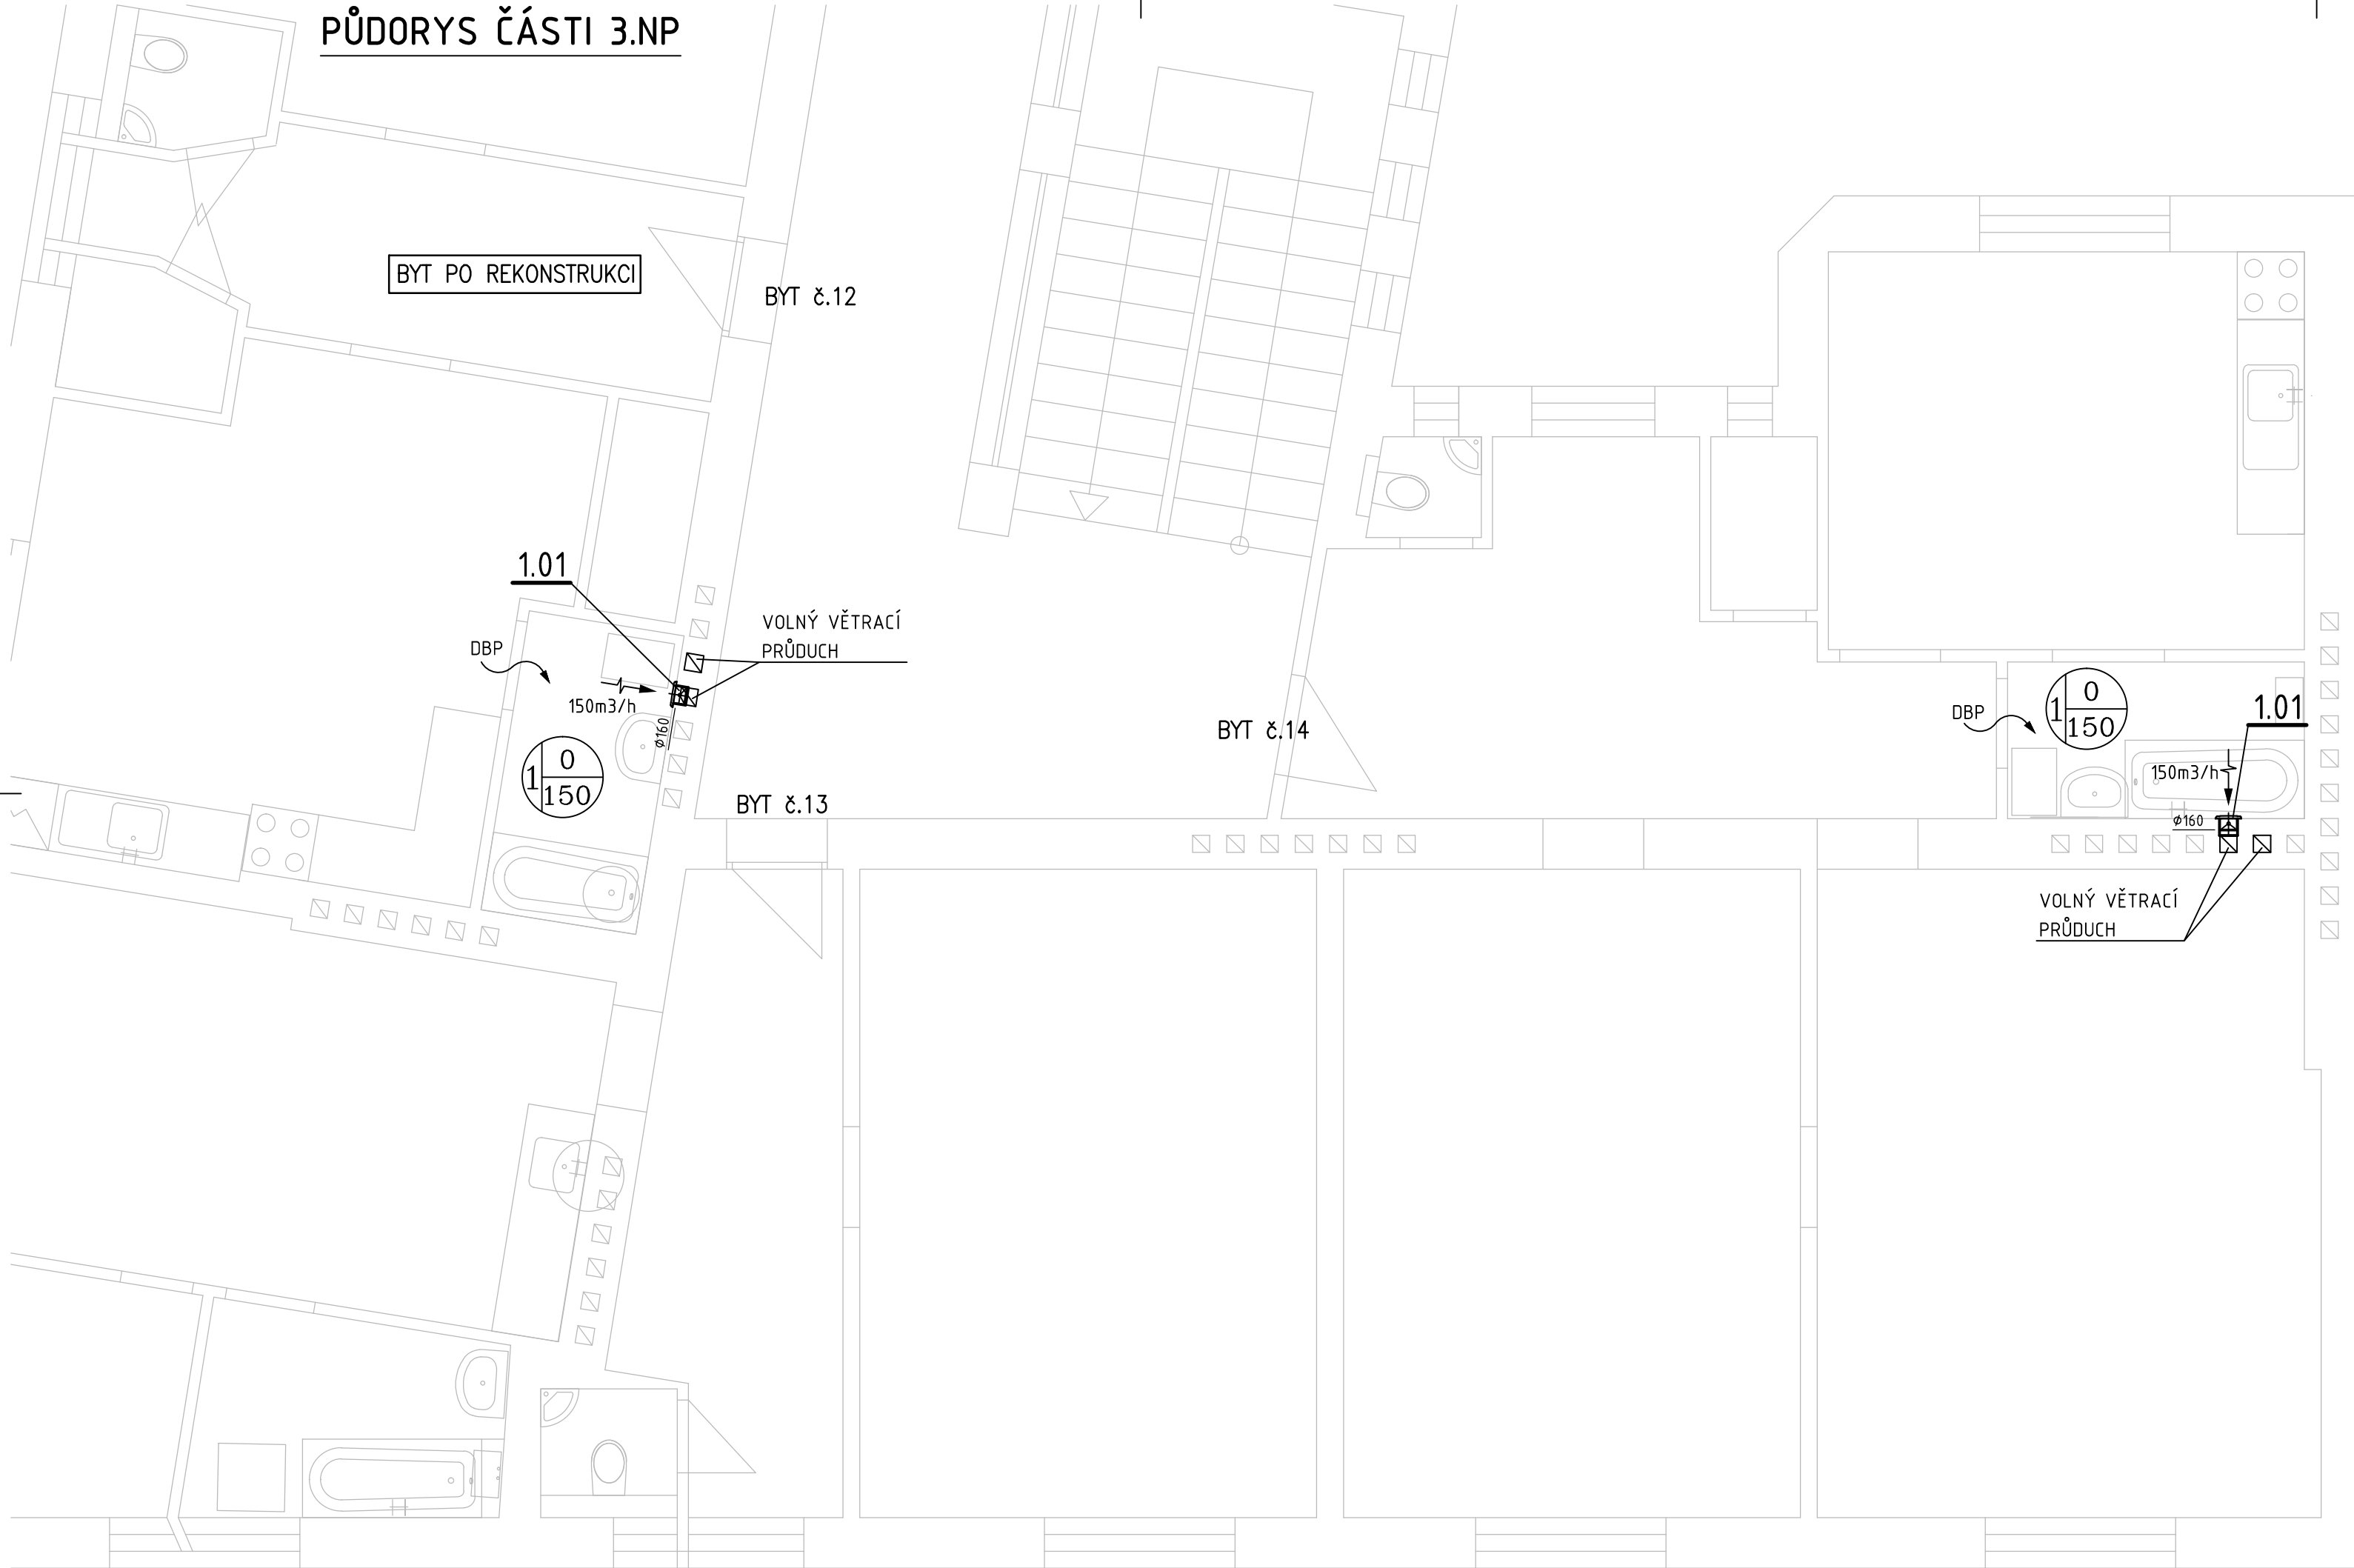 PŮDORYS ČÁSTI 3.NP
BYT PO REKONSTRUKCI
BYT č.12
1.01
VOLNÝ VĚTRACÍ
PRŮDUCH
DBP
150m3/h
ø160
1
0
150
BYT č.13
BYT č.14
DBP
1
0
150
1.01
150m3/h
ø160
VOLNÝ VĚTRACÍ
PRŮDUCH